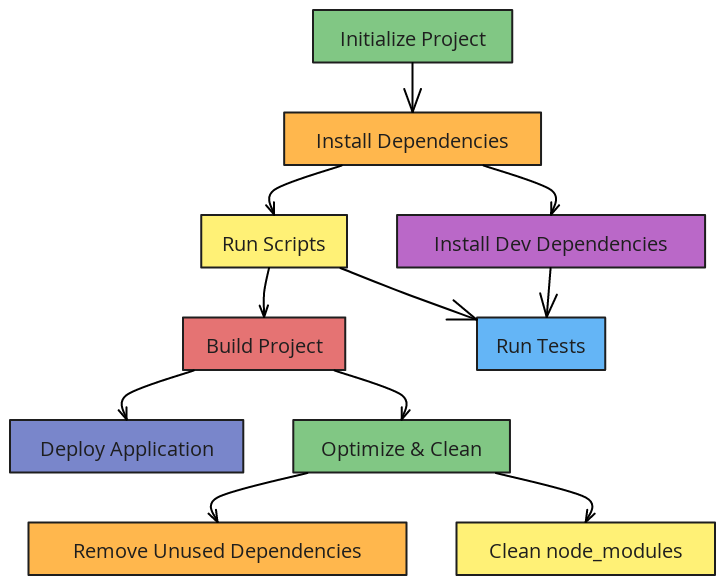 Initialize Project
Install Dependencies
Run Scripts
Install Dev Dependencies
Build Project
Run Tests
Deploy Application
Optimize & Clean
Remove Unused Dependencies
Clean node_modules